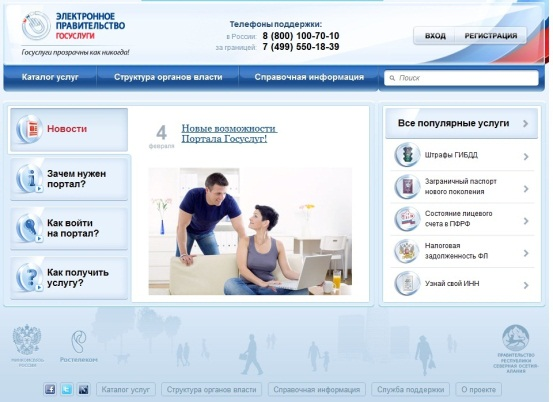 ЭЛЕКТРОННОЕ
ПРАВИТЕЛЬСТВО
ГОСУСЛУГИ
Госуслуги прозрачны как никогда!
Телефоны поддержки:
в России: 8 (800) 100-70-10
за границей: 7 (499) 550-18-39
ВХОД
РЕГИСТРАЦИЯ
Каталог услуг
Структура органов власти
Справочная информация
Поиск
Новости
Зачем нужен
портал?
Как войти
на портал?
Как получить
услугу?
4
февраля
Новые возможности
Портала Госуслуг!
Все популярные услуги
Штрафы ГИБДД
Заграничный паспорт
нового поколения
Состояние лицевого
счета в ПФРФ
Налоговая
задолженность ФЛ
Узнай свой ИНН
МИНКОМСВЯЗЬ
РОССИИ
Ростелеком
ПРАВИТЕЛЬСТВО
РЕСПУБЛИКИ
СЕВЕРНАЯ ОСЕТИЯ-
АЛАНИЯ
Каталог услуг
Структура органов власти
Справочная информация
Служба поддержки
О проекте